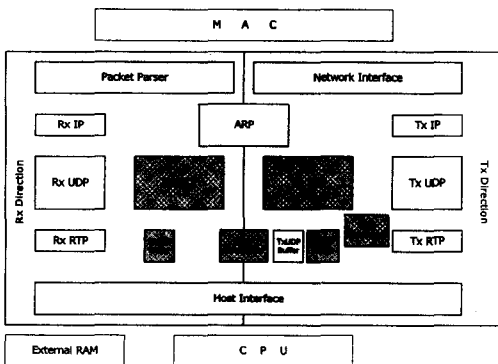 M A C
Packet Parser
Network Interface
ARP
Rx IP
Tx IP
Rx Direction
Rx UDP
Tx UDP
Tx Direction
Rx RTP
TxUDP
Buffer
Tx RTP
Host Interface
External RAM
C P U